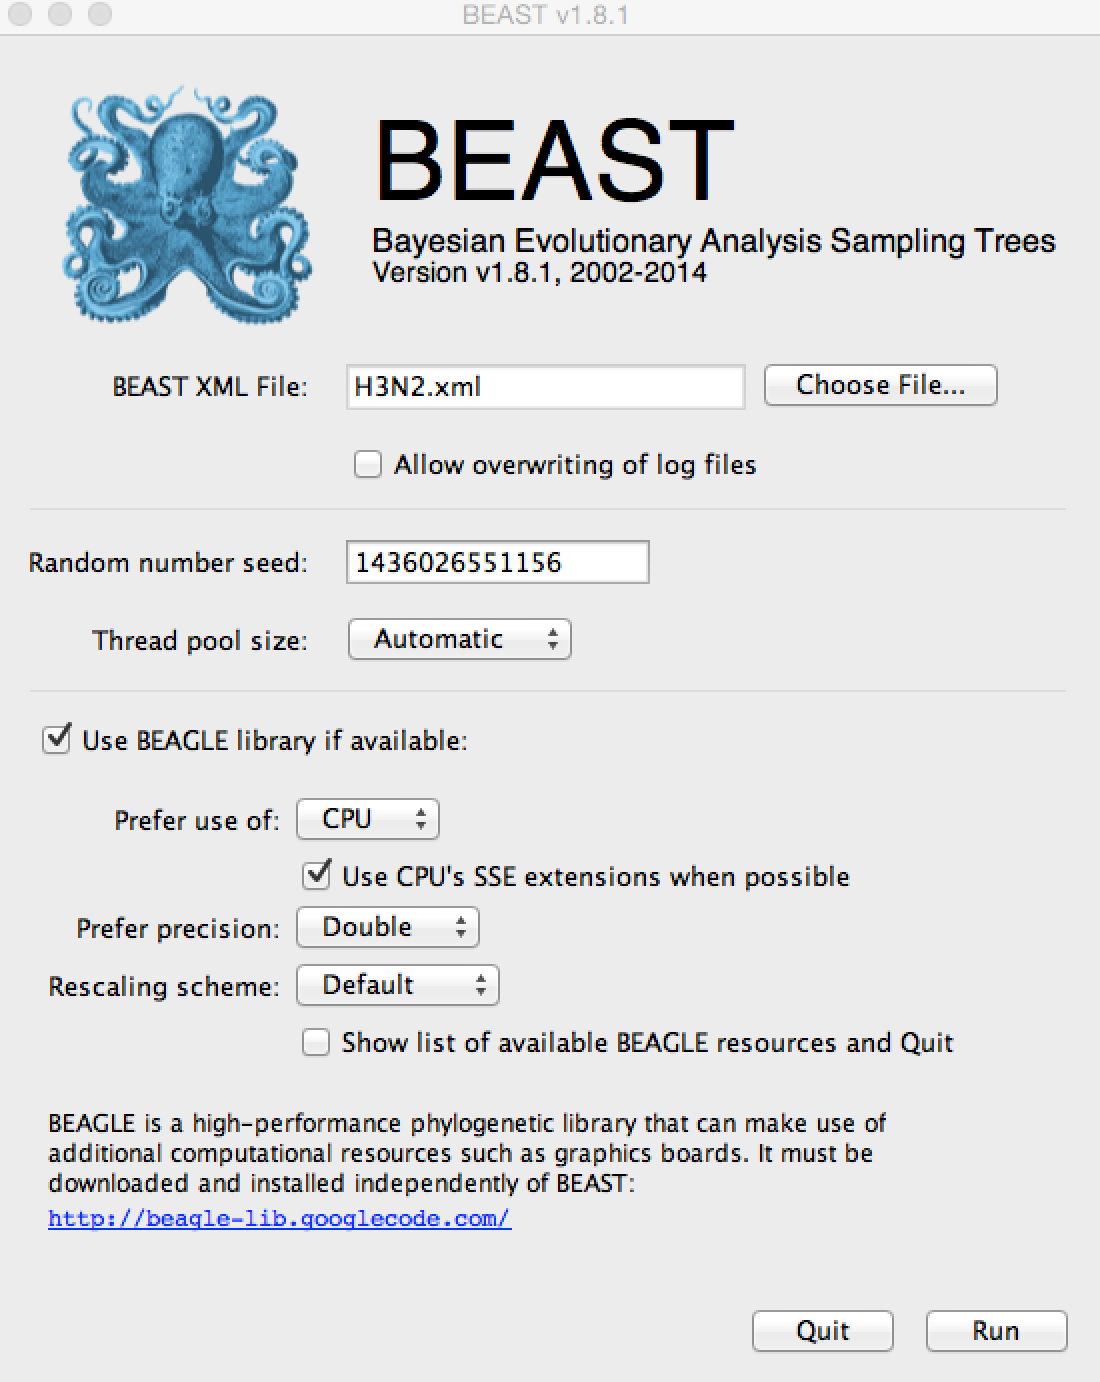 BEAST v1.8.1
BEAST
Bayesian Evolutionary Analysis Sampling Trees
Version v1.8.1, 2002-2014
BEAST XML File: H3N2.xml Choose File...
Allow overwriting of log files
Random number seed: 1436026551156
Thread pool size: Automatic
Use BEAGLE library if available:
Prefer use of: CPU
Use CPU's SSE extensions when possible
Prefer precision: Double
Rescaling scheme: Default
Show list of available BEAGLE resources and Quit
BEAGLE is a high-performance phylogenetic library that can make use of
additional computational resources such as graphics boards. It must be
downloaded and installed independently of BEAST:
http://beagle-lib.googlecode.com/
Quit Run